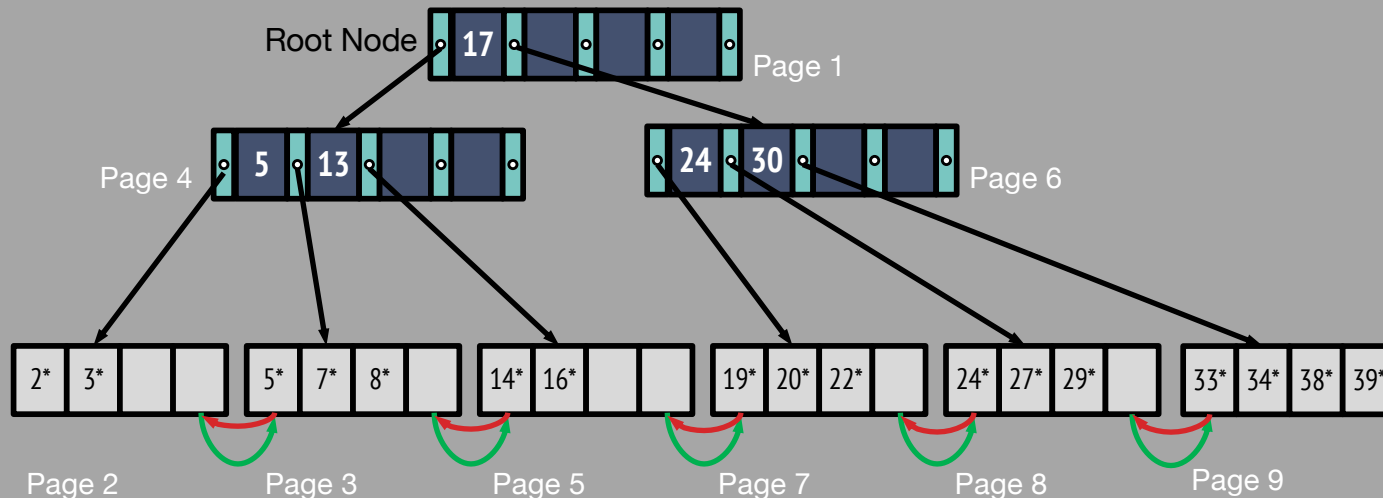 Root Node 17 Page 1
Page 4 5 13 24 30 Page 6
2* 3* 5* 7* 8* 14* 16* 19* 20* 22* 24* 27* 29* 33* 34* 38* 39*
Page 2 Page 3 Page 5 Page 7 Page 8 Page 9